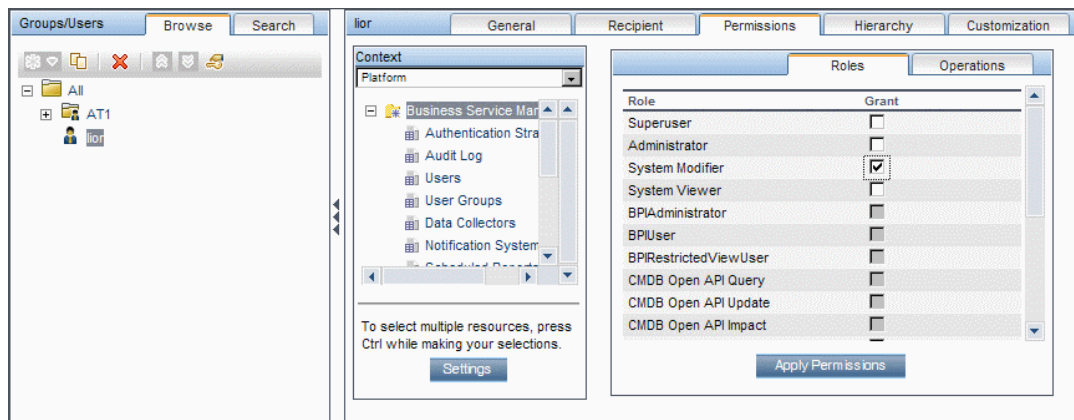 Groups/Users
Browse
Search
All
AT1
lior
lior
General
Recipient
Permissions
Hierarchy
Customization
Context
Platform
Business Service Mar
Authentication Stra
Audit Log
Users
User Groups
Data Collectors
Notification System
To select multiple resources, press
Ctrl while making your selections.
Settings
Roles
Operations
Role Grant
Superuser
Administrator
System Modifier
System Viewer
BPIAdministrator
BPIUser
BPIRestrictedViewUser
CMDB Open API Query
CMDB Open API Update
CMDB Open API Impact
Apply Permissions